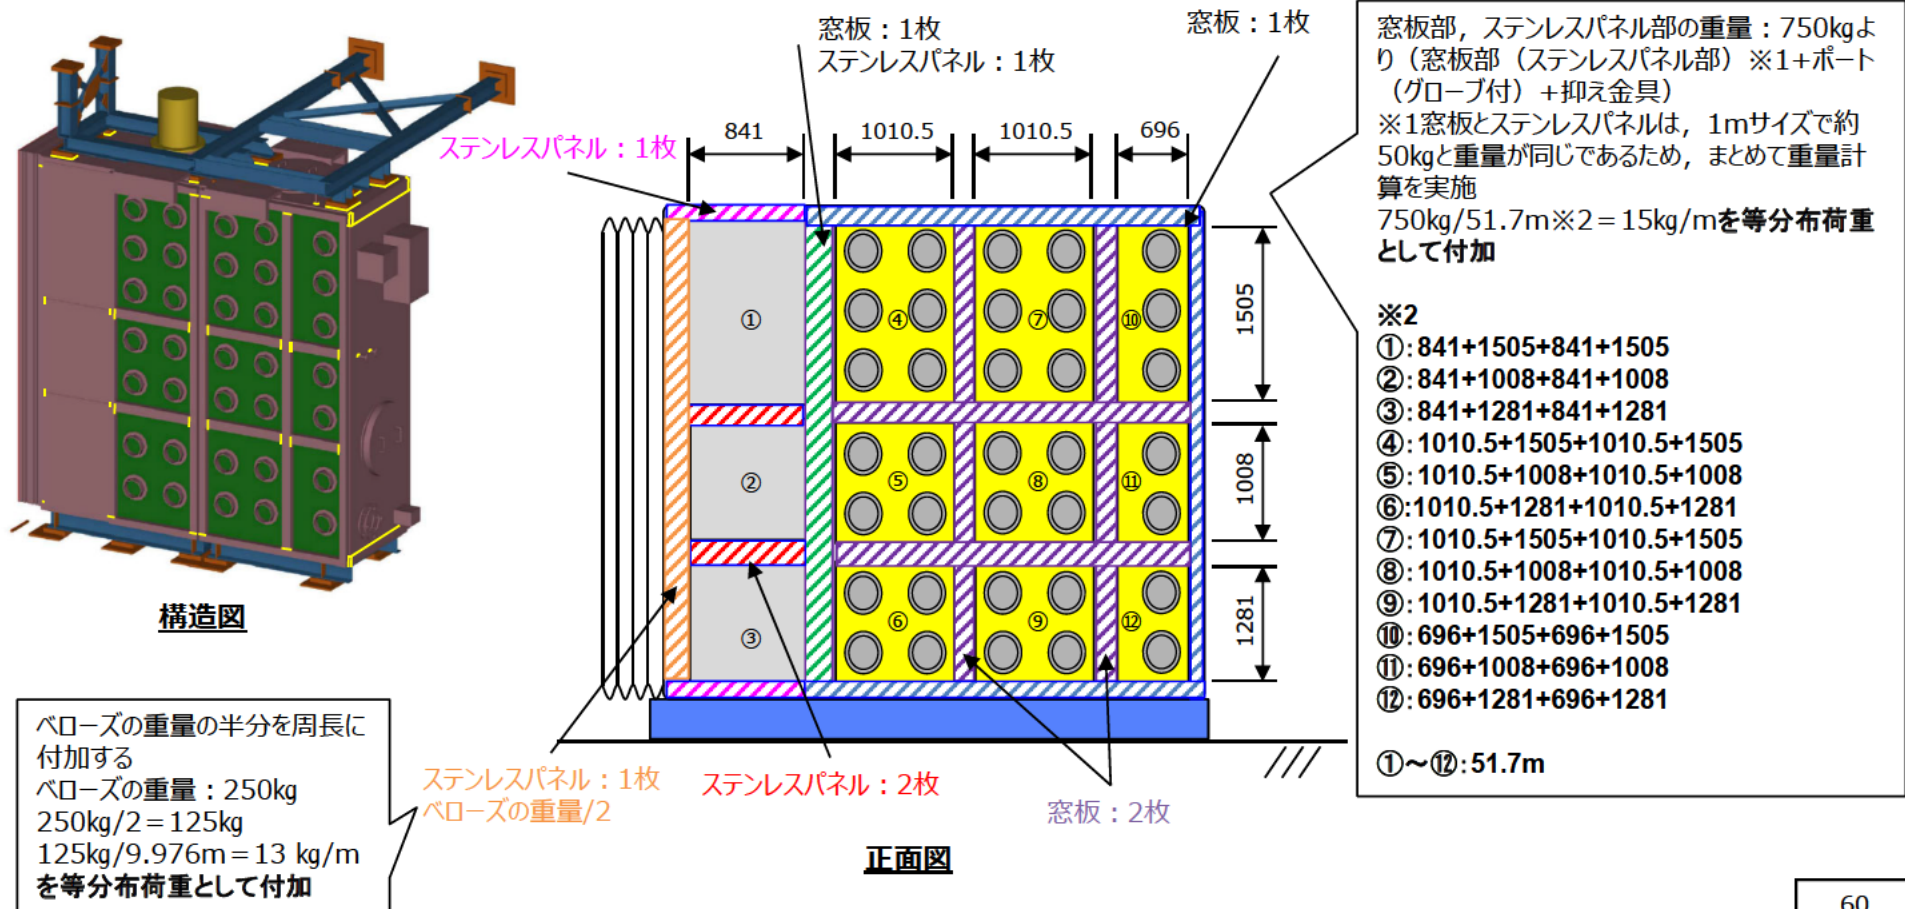 窓板：1枚
ステンレスパネル：1枚
窓板：1枚
ステンレスパネル：1枚
841
1010.5
1010.5
696
1505
1008
1281
①
②
③
④
⑤
⑥
⑦
⑧
⑨
⑩
⑪
⑫
構造図
ベローズの重量の半分を周長に
付加する
ベローズの重量：250kg
250kg/2＝125kg
125kg/9.976m＝13 kg/m
を等分布荷重として付加
ステンレスパネル：1枚
ベローズの重量/2
ステンレスパネル：2枚
窓板：2枚
正面図
窓板部，ステンレスパネル部の重量：750kgよ
り（窓板部（ステンレスパネル部）※1+ポート
（グローブ付）+抑え金具）
※1窓板とステンレスパネルは，1mサイズで約
50kgと重量が同じであるため，まとめて重量計
算を実施
750kg/51.7m※2＝15kg/mを等分布荷重
として付加
※2
①:841+1505+841+1505
②:841+1008+841+1008
③:841+1281+841+1281
④:1010.5+1505+1010.5+1505
⑤:1010.5+1008+1010.5+1008
⑥:1010.5+1281+1010.5+1281
⑦:1010.5+1505+1010.5+1505
⑧:1010.5+1008+1010.5+1008
⑨:1010.5+1281+1010.5+1281
⑩:696+1505+696+1505
⑪:696+1008+696+1008
⑫:696+1281+696+1281
①～⑫:51.7m
60